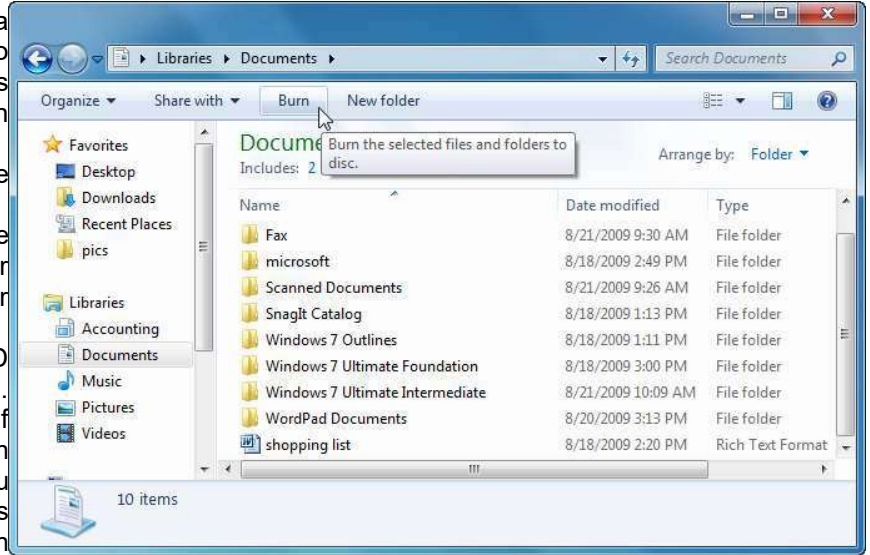 a
o
s
n
e
e
r
r
D
.
f
n
u
s
n
Libraries Documents
Search Documents
Organize Share with Burn New folder
Burn the selected files and folders to
disc.
Favorites
Desktop
Downloads
Recent Places
pics
Libraries
Accounting
Documents
Music
Pictures
Videos
Docume
Includes: 2
Arrange by: Folder
Name Date modified Type
Fax 8/21/2009 9:30 AM File folder
microsoft 8/18/2009 2:49 PM File folder
Scanned Documents 8/21/2009 9:26 AM File folder
SnagIt Catalog 8/18/2009 1:13 PM File folder
Windows 7 Outlines 8/18/2009 1:11 PM File folder
Windows 7 Ultimate Foundation 8/18/2009 3:00 PM File folder
Windows 7 Ultimate Intermediate 8/21/2009 10:09 AM File folder
WordPad Documents 8/20/2009 3:13 PM File folder
shopping list 8/18/2009 2:20 PM Rich Text Format
10 items